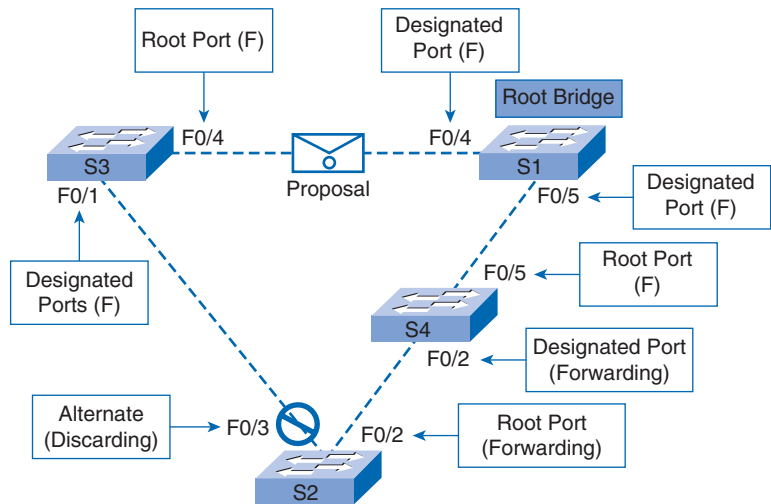 Root Port (F)
Designated
Port (F)
Root Bridge
F0/4
F0/4
S3
Proposal
S1
F0/1
F0/5
Designated
Port (F)
Designated
Ports (F)
F0/5
Root Port
(F)
S4
F0/2
Designated Port
(Forwarding)
Alternate
(Discarding)
F0/3
F0/2
Root Port
(Forwarding)
S2